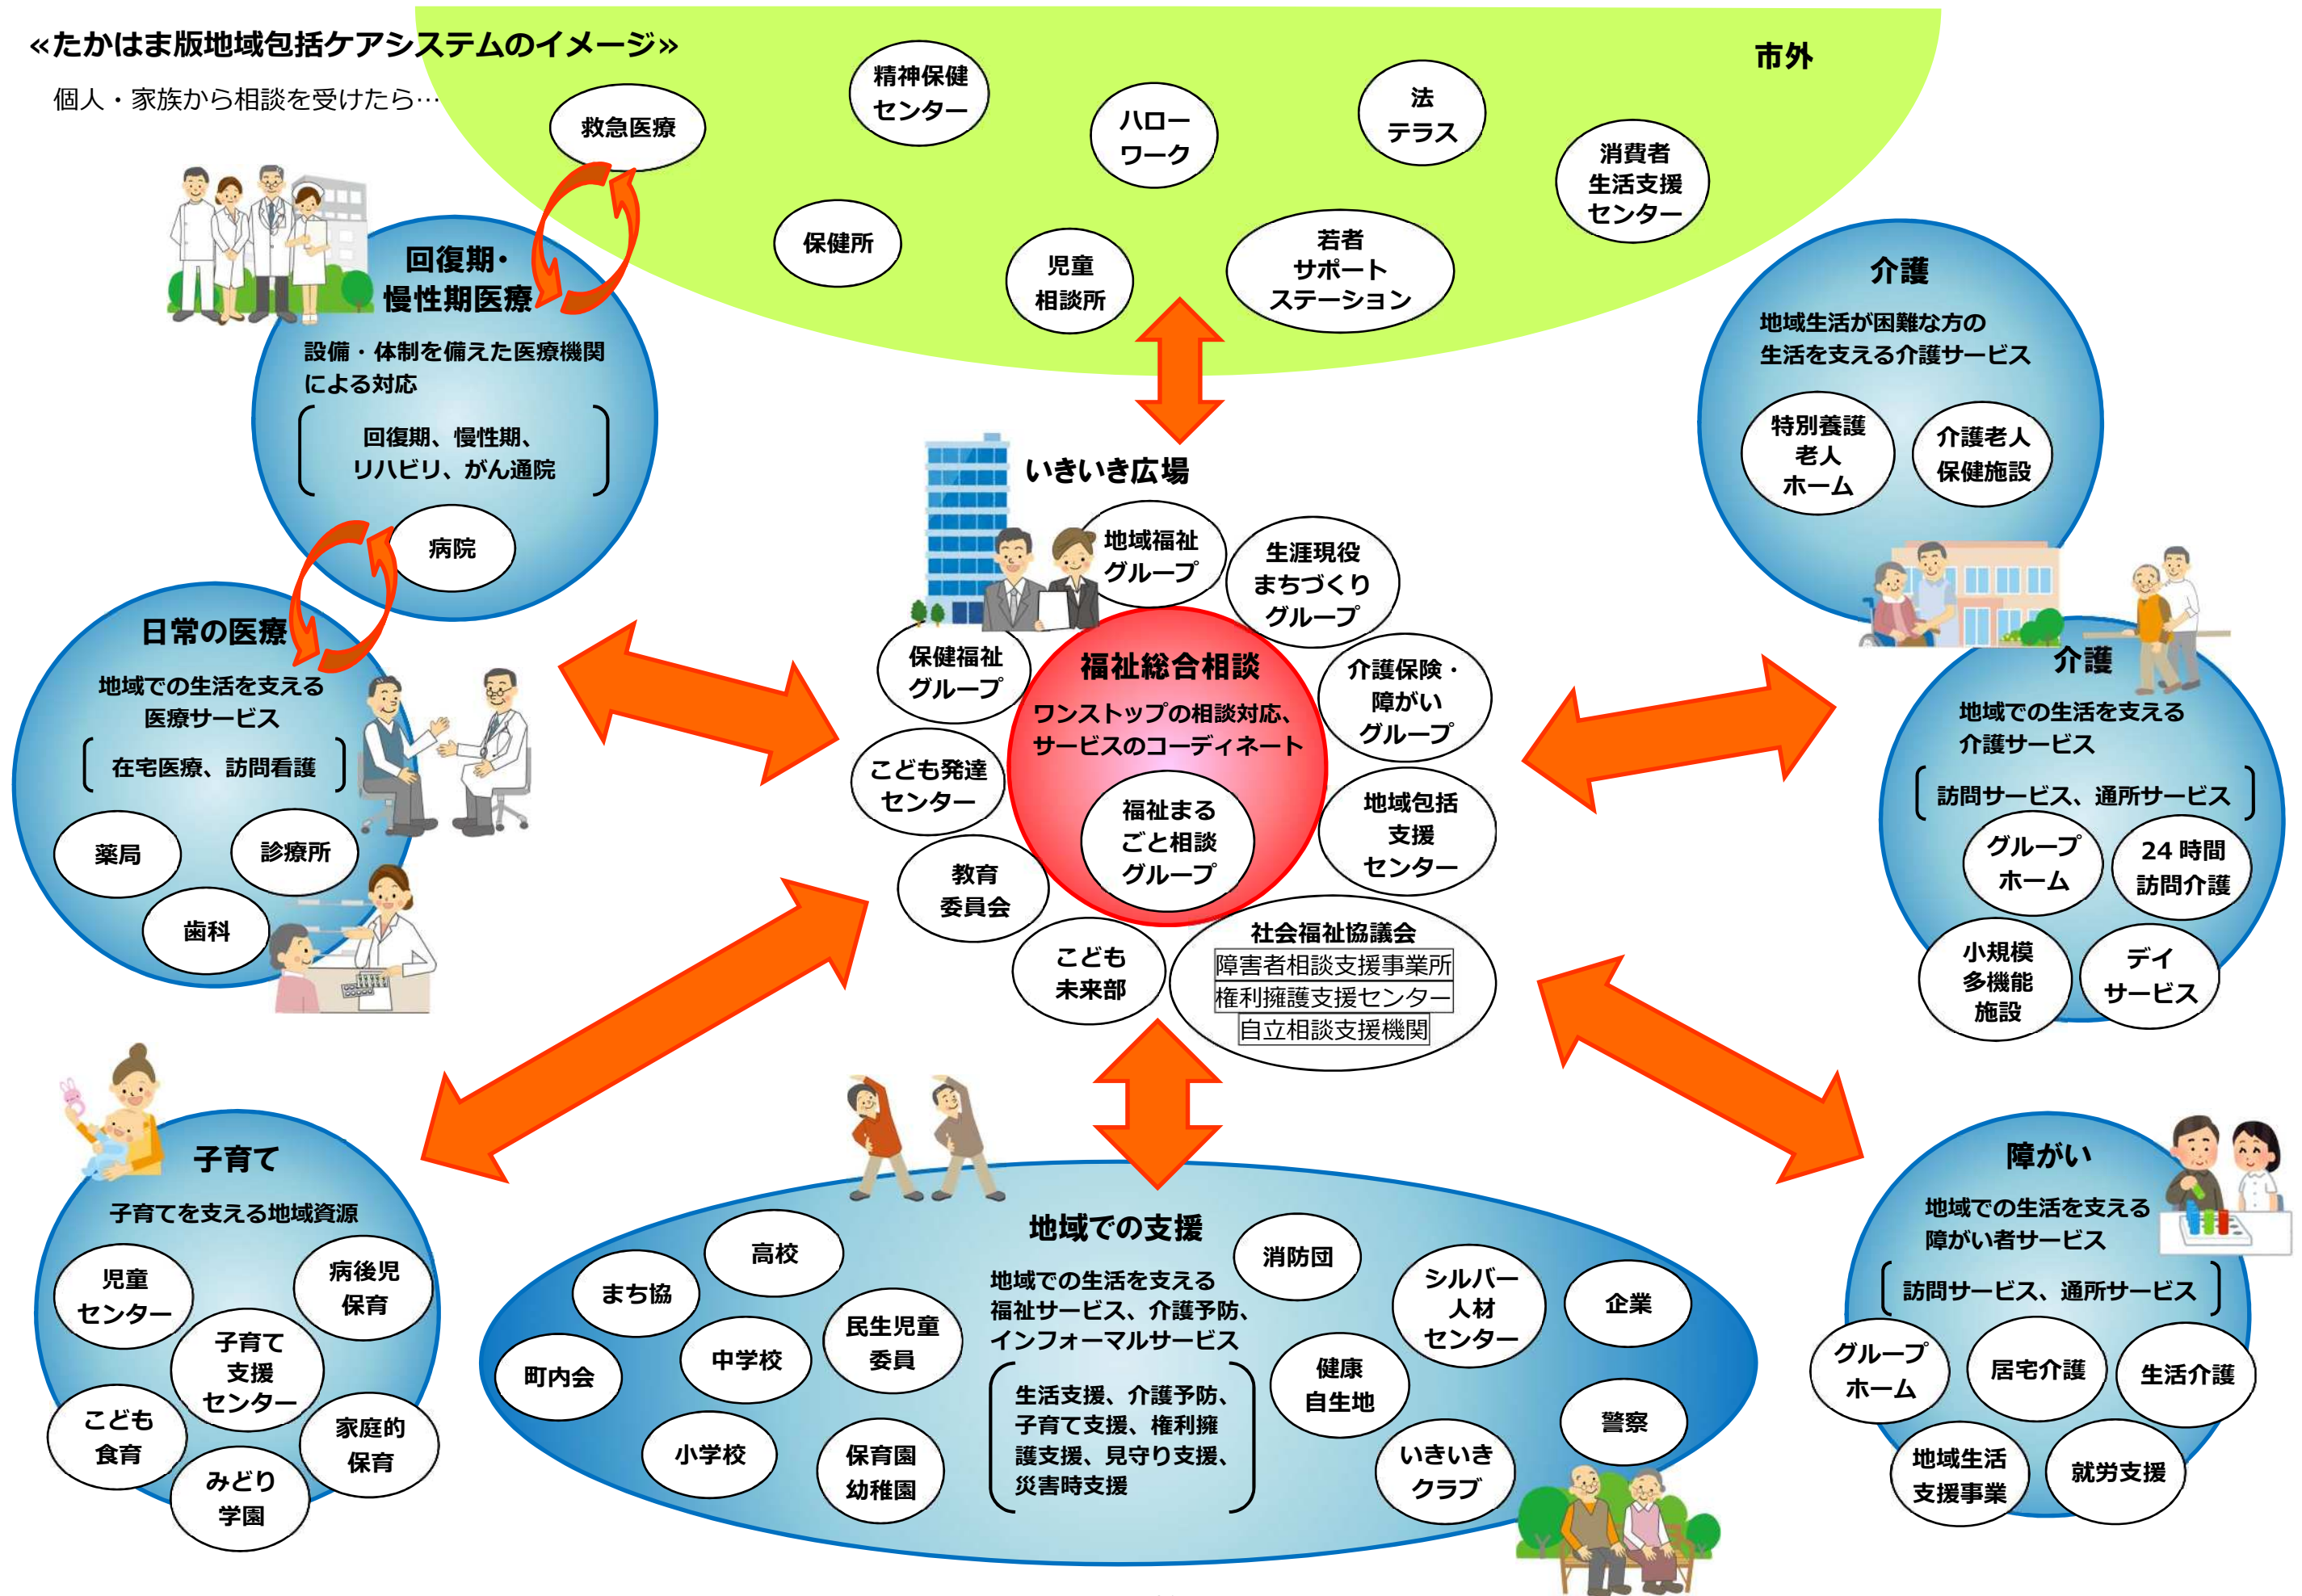 ≪たかはま版地域包括ケアシステムのイメージ≫
個人・家族から相談を受けたら…
市外
救急医療
精神保健
センター
ハロー
ワーク
法
テラス
消費者
生活支援
センター
保健所
児童
相談所
若者
サポート
ステーション
回復期・
慢性期医療
設備・体制を備えた医療機関
による対応
回復期、慢性期、
リハビリ、がん通院
病院
日常の医療
地域での生活を支える
医療サービス
在宅医療、訪問看護
薬局
診療所
歯科
いきいき広場
地域福祉
グループ
生涯現役
まちづくり
グループ
保健福祉
グループ
介護保険・
障がい
グループ
こども発達
センター
地域包括
支援
センター
教育
委員会
こども
未来部
社会福祉協議会
障害者相談支援事業所
権利擁護支援センター
自立相談支援機関
福祉総合相談
ワンストップの相談対応、
サービスのコーディネート
福祉まる
ごと相談
グループ
介護
地域生活が困難な方の
生活を支える介護サービス
特別養護
老人
ホーム
介護老人
保健施設
介護
地域での生活を支える
介護サービス
訪問サービス、通所サービス
グループ
ホーム
24 時間
訪問介護
小規模
多機能
施設
デイ
サービス
子育て
子育てを支える地域資源
児童
センター
病後児
保育
子育て
支援
センター
こども
食育
家庭的
保育
みどり
学園
地域での支援
地域での生活を支える
福祉サービス、介護予防、
インフォーマルサービス
生活支援、介護予防、
子育て支援、権利擁
護支援、見守り支援、
災害時支援
高校
まち協
町内会
中学校
民生児童
委員
小学校
保育園
幼稚園
消防団
シルバー
人材
センター
企業
健康
自生地
警察
いきいき
クラブ
障がい
地域での生活を支える
障がい者サービス
訪問サービス、通所サービス
グループ
ホーム
居宅介護
生活介護
地域生活
支援事業
就労支援